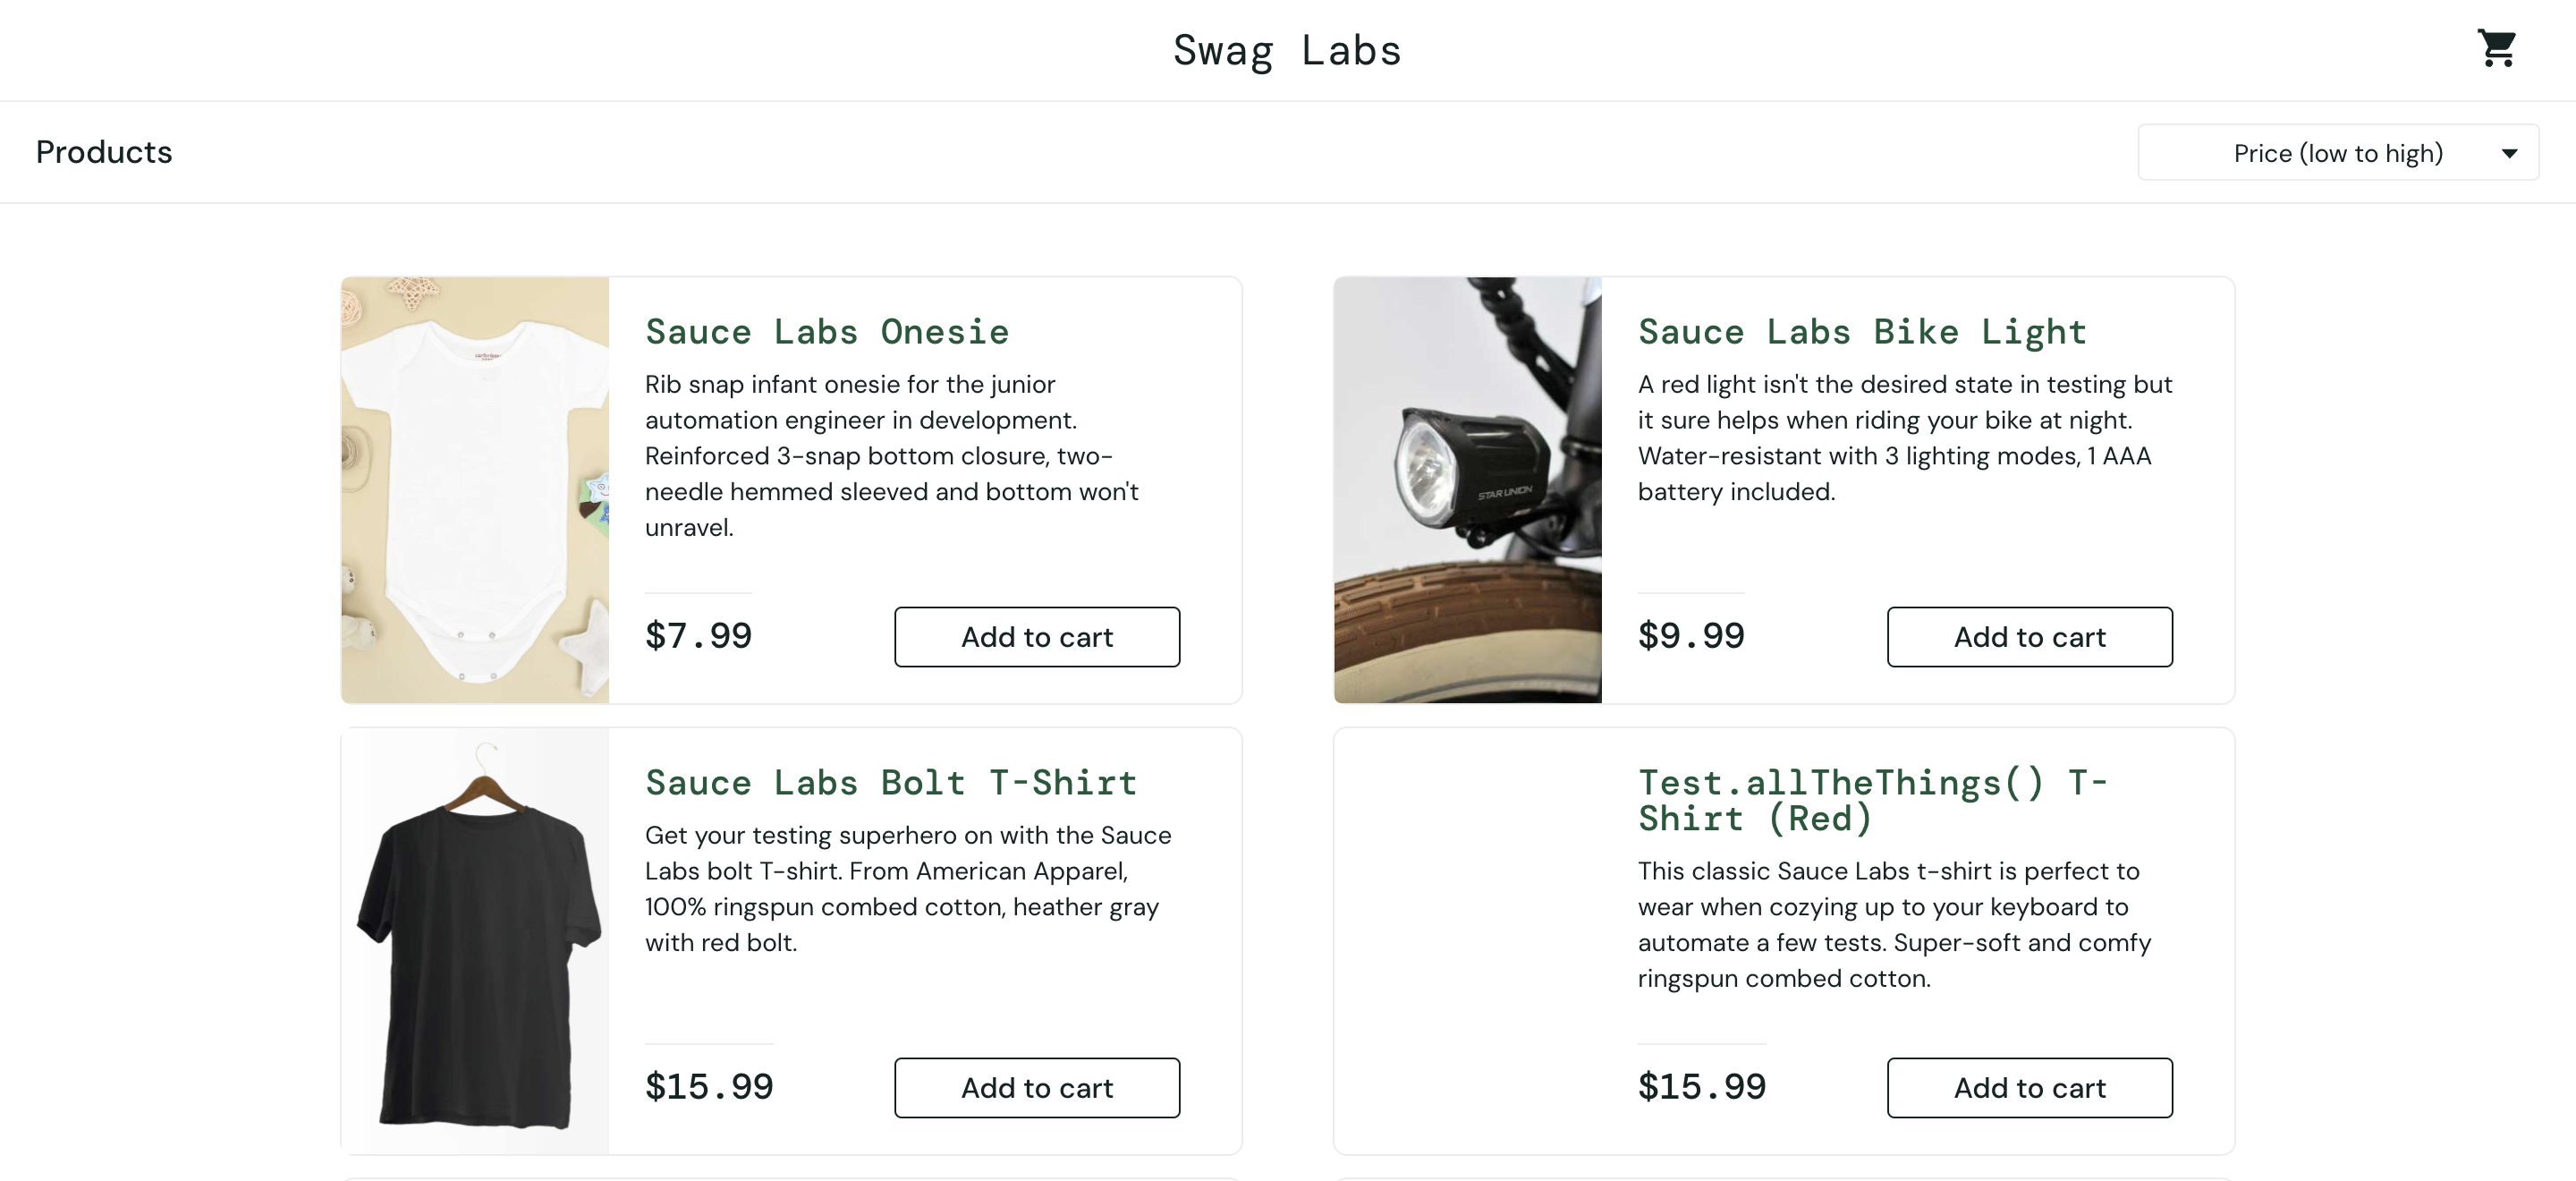 Swag Labs
Products
Price (low to high)
Sauce Labs Onesie
Rib snap infant onesie for the junior
automation engineer in development.
Reinforced 3-snap bottom closure, two-
needle hemmed sleeved and bottom won't
unravel.
$7.99
Add to cart
STAR UNION
Sauce Labs Bike Light
A red light isn't the desired state in testing but
it sure helps when riding your bike at night.
Water-resistant with 3 lighting modes, 1 AAA
battery included.
$9.99
Add to cart
Sauce Labs Bolt T-Shirt
Get your testing superhero on with the Sauce
Labs bolt T-shirt. From American Apparel,
100% ringspun combed cotton, heather gray
with red bolt.
$15.99
Add to cart
Test.allTheThings() T-
Shirt (Red)
This classic Sauce Labs t-shirt is perfect to
wear when cozying up to your keyboard to
automate a few tests. Super-soft and comfy
ringspun combed cotton.
$15.99
Add to cart